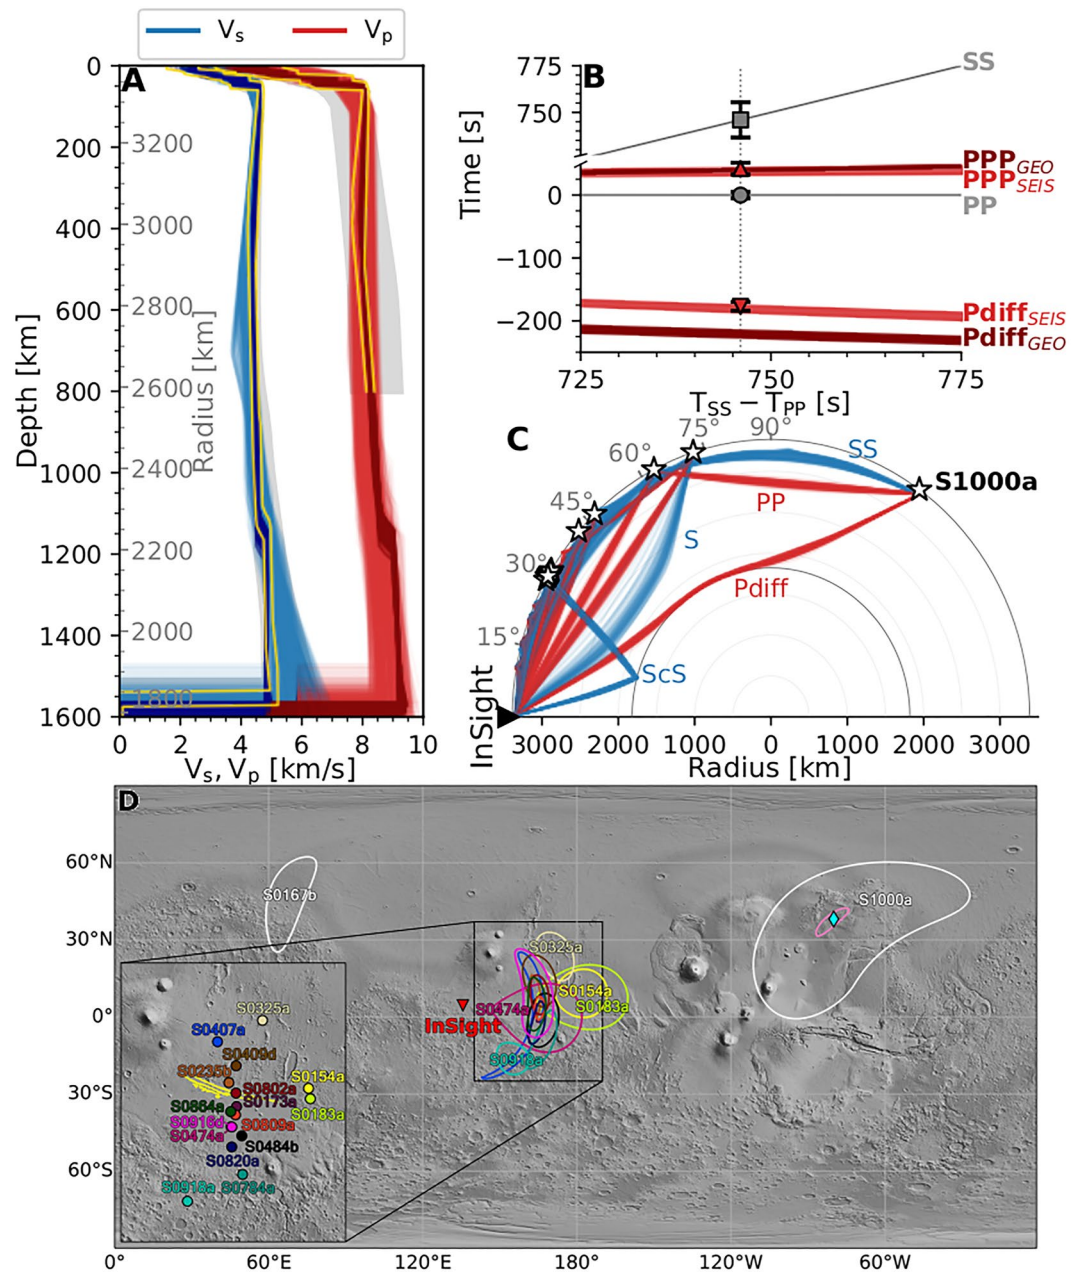 Vs Vp
A
0
200
400
600
800
1000
1200
1400
1600
Depth [km]
3200
3000
2800
2600
2400
2200
2000
1800
Radius [km]
0 2 4 6 8 10
Vs, Vp [km/s]
B
775
750
0
−100
−200
Time [s]
SS
PPPGEO
PPPSEIS
PP
PdiffSEIS
PdiffGEO
725 750 775
TSS − TPP [s]
C
15°
30°
45°
60°
75°
90°
SS
S1000a
PP
S
Pdiff
ScS
InSight
3000 2000 1000 0 1000 2000 3000
Radius [km]
D
60°N
30°N
0°
30°S
60°S
S0167b
S1000a
S0325a
S0154a
S0183a
S0474a
InSight
S0918a
S0325a
S0407a
S0409d
S0235b
S0154a
S0802a
S0173a
S0183a
S0864a
S0916d
S0809a
S0474a
S0484b
S0820a
S0918a S0784a
0° 60°E 120°E 180° 120°W 60°W